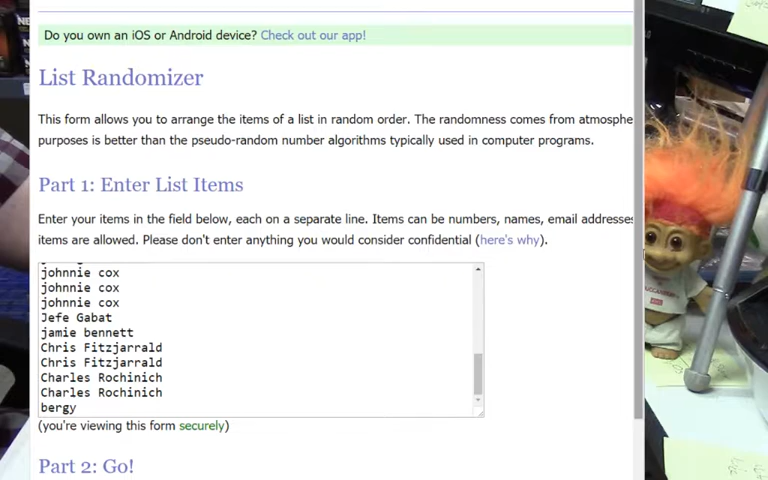 Do you own an iOS or Android device? Check out our app!
List Randomizer
This form allows you to arrange the items of a list in random order. The randomness comes from atmosphe
purposes is better than the pseudo-random number algorithms typically used in computer programs.
Part 1: Enter List Items
Enter your items in the field below, each on a separate line. Items can be numbers, names, email addresses
items are allowed. Please don't enter anything you would consider confidential (here's why).
johnnie cox
johnnie cox
johnnie cox
Jefe Gabat
jamie bennett
Chris Fitzjarrald
Chris Fitzjarrald
Charles Rochinich
Charles Rochinich
bergy
(you're viewing this form securely)
Part 2: Go!